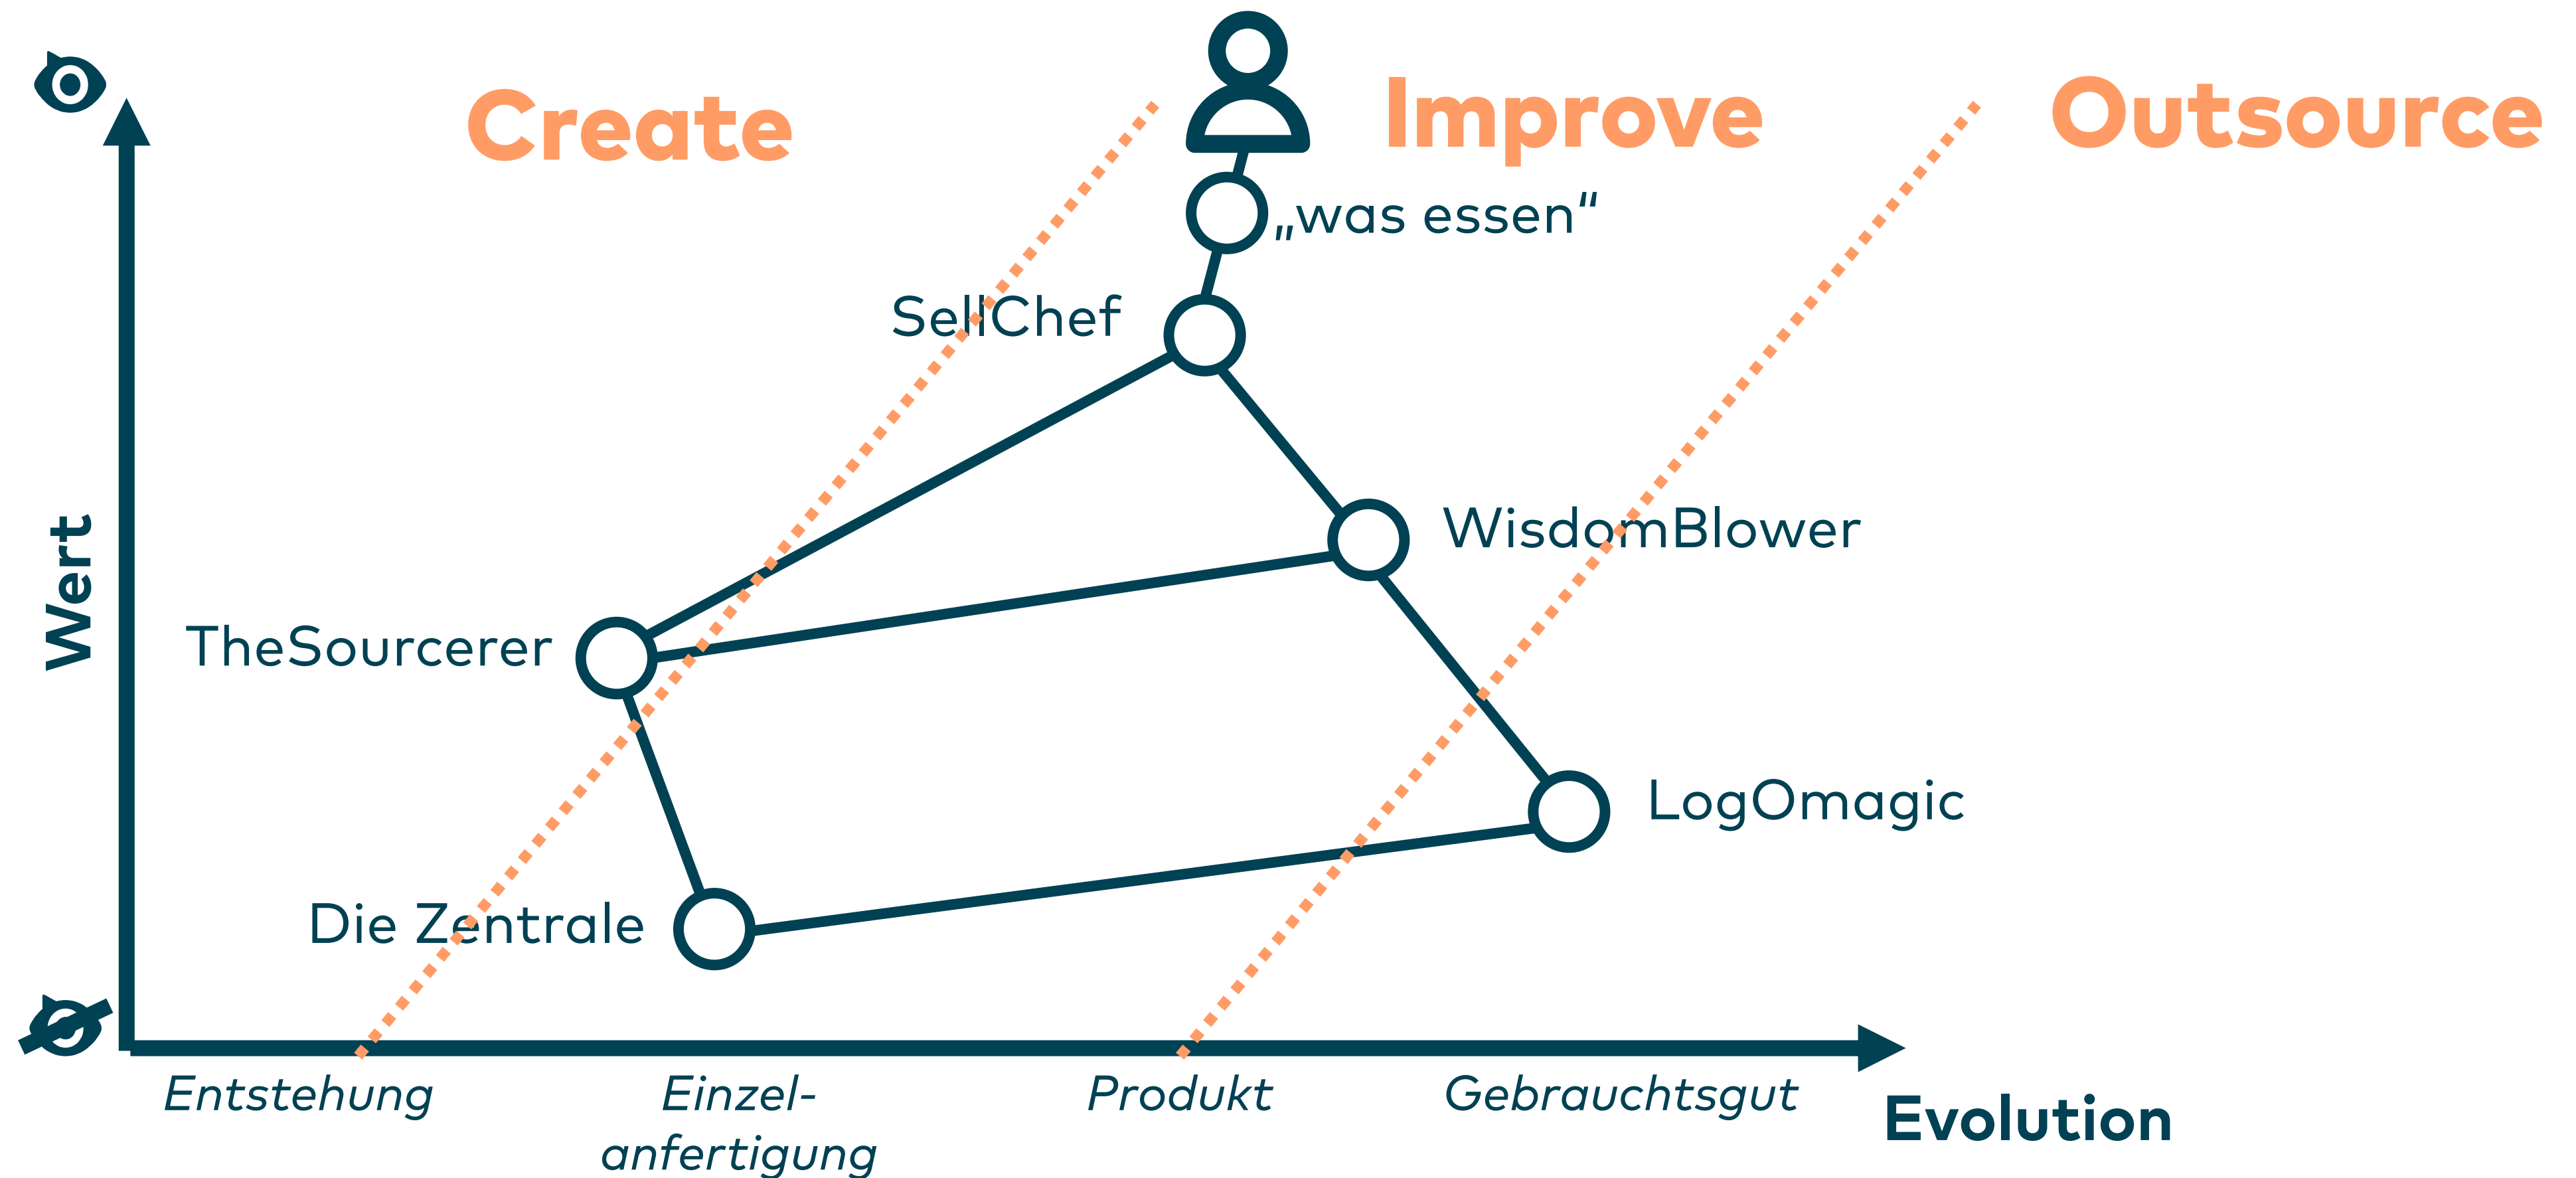 Create
Improve
Outsource
„was essen“
SellChef
WisdomBlower
Wert
TheSourcerer
LogOmagic
Die Zentrale
Entstehung
Einzel-
anfertigung
Produkt
Gebrauchtsgut
Evolution